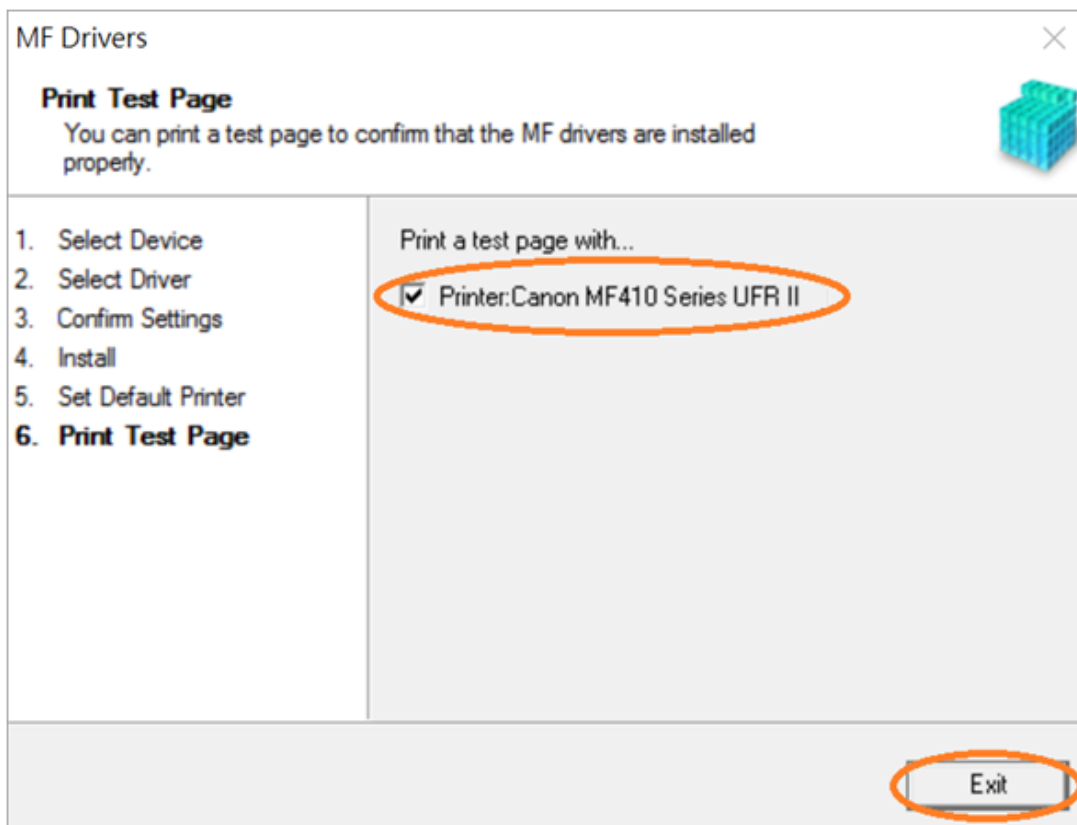 MF Drivers
Print Test Page
You can print a test page to confirm that the MF drivers are installed
properly.
1. Select Device
2. Select Driver
3. Confirm Settings
4. Install
5. Set Default Printer
6. Print Test Page
Print a test page with...
Printer:Canon MF410 Series UFR II
Exit